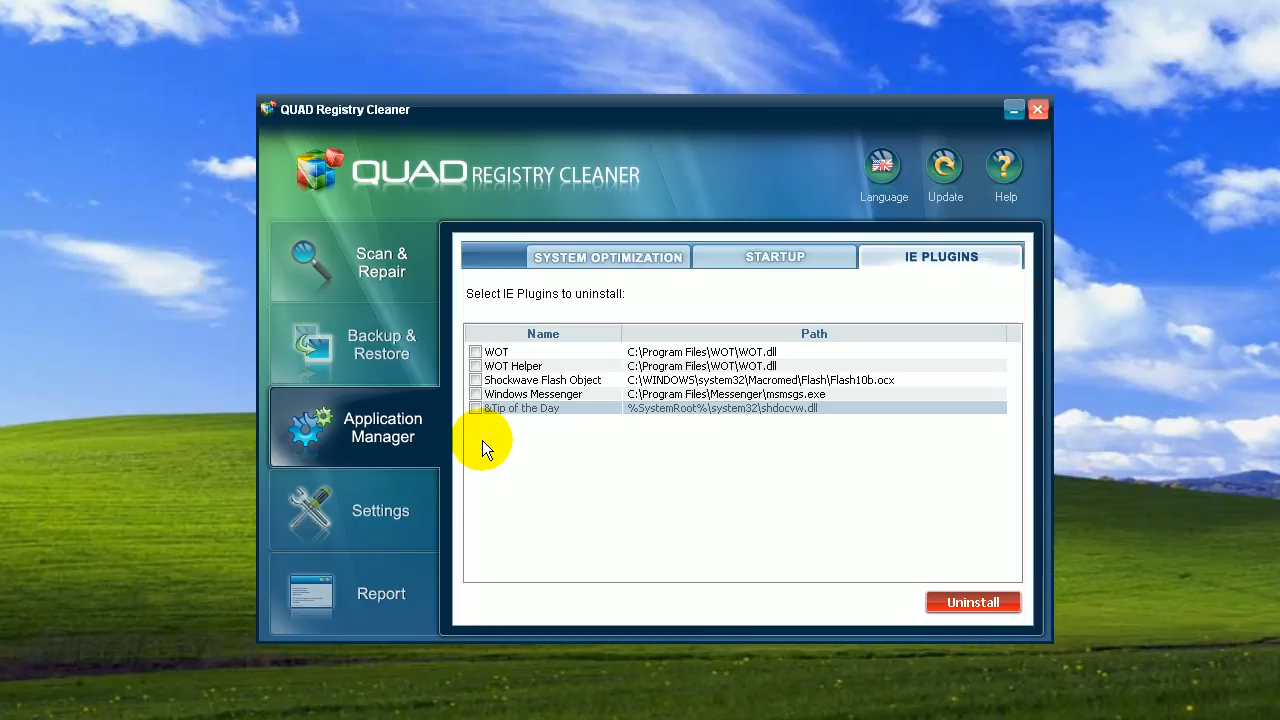 QUAD Registry Cleaner
QUAD REGISTRY CLEANER
Language
Update
Help
Scan &
Repair
Backup &
Restore
Application
Manager
Settings
Report
SYSTEM OPTIMIZATION
STARTUP
IE PLUGINS
Select IE Plugins to uninstall:
Name Path
WOT C:\Program Files\WOT\WOT.dll
WOT Helper C:\Program Files\WOT\WOT.dll
Shockwave Flash Object C:\WINDOWS\system32\Macromed\Flash\Flash10b.ocx
Windows Messenger C:\Program Files\Messenger\msmsgs.exe
&Tip of the Day %SystemRoot%\system32\shdocvw.dll
Uninstall